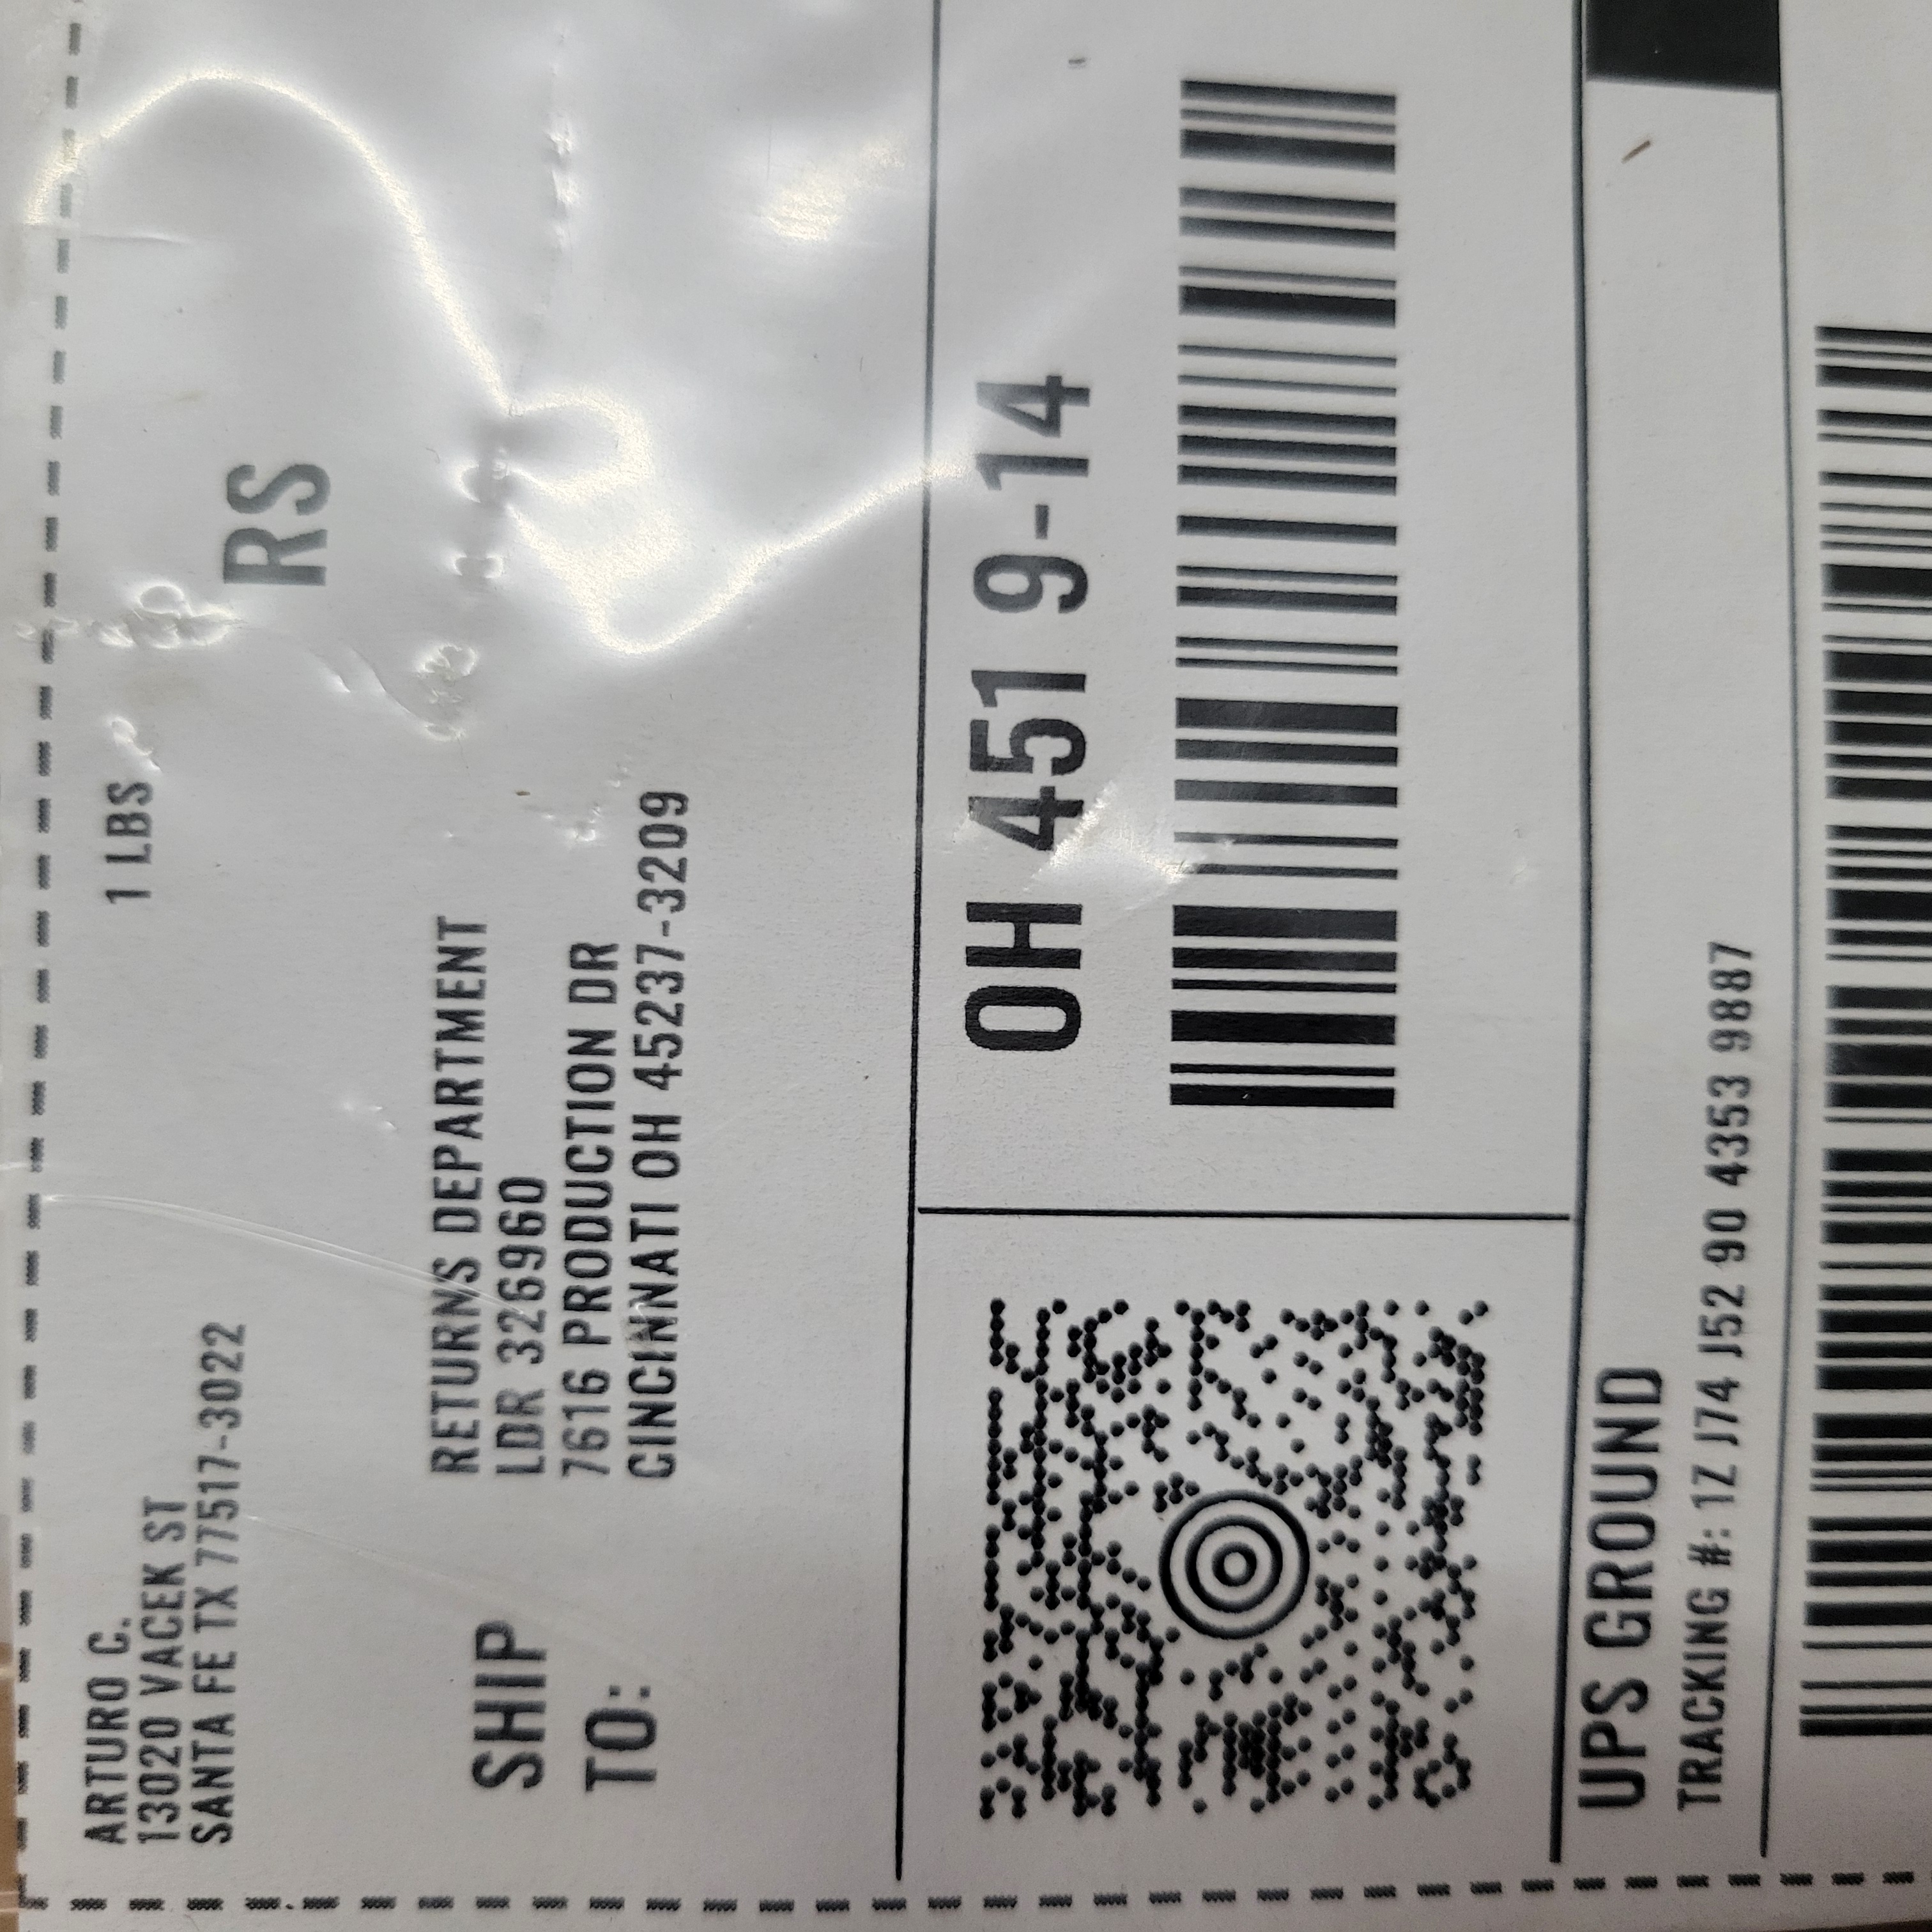 ARTURO C.
13020 VACEK ST
SANTA FE TX 77517-3022
1 LBS
RS
SHIP
TO:
RETURNS DEPARTMENT
LDR 326960
7616 PRODUCTION DR
CINCINNATI OH 45237-3209
OH 451 9-14
UPS GROUND
TRACKING #: 1Z J74 J52 90 4353 9887